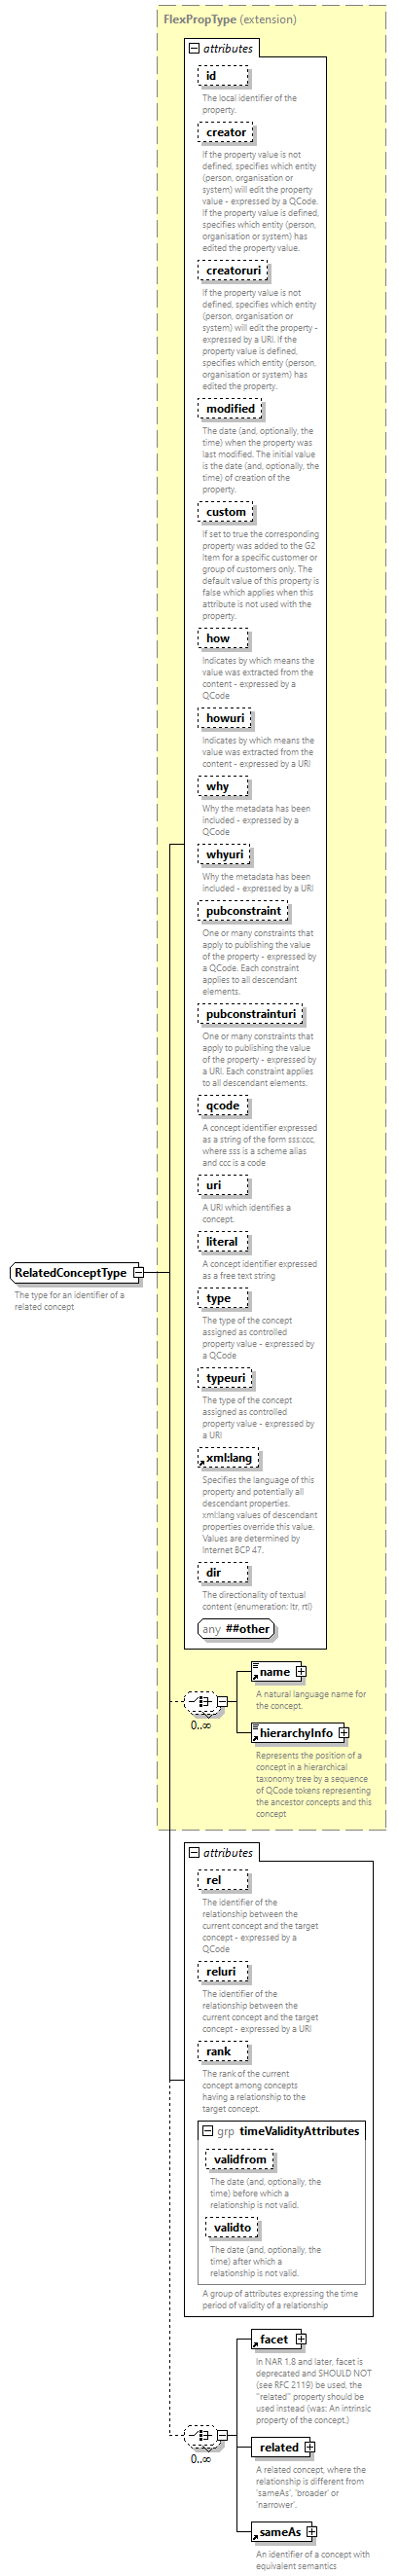 FlexPropType (extension)
attributes
id
The local identifier of the
property.
creator
If the property value is not
defined, specifies which entity
(person, organisation or
system) will edit the property
value - expressed by a QCode.
If the property value is defined,
specifies which entity (person,
organisation or system) has
edited the property value.
creatoruri
If the property value is not
defined, specifies which entity
(person, organisation or
system) will edit the property -
expressed by a URI. If the
property value is defined,
specifies which entity (person,
organisation or system) has
edited the property.
modified
The date (and, optionally, the
time) when the property was
last modified. The initial value
is the date (and, optionally, the
time) of creation of the
property.
custom
If set to true the corresponding
property was added to the G2
Item for a specific customer or
group of customers only. The
default value of this property is
false which applies when this
attribute is not used with the
property.
how
Indicates by which means the
value was extracted from the
content - expressed by a
QCode
howuri
Indicates by which means the
value was extracted from the
content - expressed by a URI
why
Why the metadata has been
included - expressed by a
QCode
whyuri
Why the metadata has been
included - expressed by a URI
pubconstraint
One or many constraints that
apply to publishing the value
of the property - expressed by
a QCode. Each constraint
applies to all descendant
elements.
pubconstrainturi
One or many constraints that
apply to publishing the value
of the property - expressed by
a URI. Each constraint applies
to all descendant elements.
qcode
A concept identifier expressed
as a string of the form sss:ccc,
where sss is a scheme alias
and ccc is a code
uri
A URI which identifies a
concept.
literal
A concept identifier expressed
as a free text string
RelatedConceptType
The type for an identifier of a
related concept
type
The type of the concept
assigned as controlled
property value - expressed by
a QCode
typeuri
The type of the concept
assigned as controlled
property value - expressed by
a URI
xml:lang
Specifies the language of this
property and potentially all
descendant properties.
xml:lang values of descendant
properties override this value.
Values are determined by
Internet BCP 47.
dir
The directionality of textual
content (enumeration: ltr, rtl)
any ##other
name
A natural language name for
the concept.
0..∞
hierarchyInfo
Represents the position of a
concept in a hierarchical
taxonomy tree by a sequence
of QCode tokens representing
the ancestor concepts and this
concept
attributes
rel
The identifier of the
relationship between the
current concept and the target
concept - expressed by a
QCode
reluri
The identifier of the
relationship between the
current concept and the target
concept - expressed by a URI
rank
The rank of the current
concept among concepts
having a relationship to the
target concept.
grp timeValidityAttributes
validfrom
The date (and, optionally, the
time) before which a
relationship is not valid.
validto
The date (and, optionally, the
time) after which a
relationship is not valid.
A group of attributes expressing the time
period of validity of a relationship
facet
In NAR 1.8 and later, facet is
deprecated and SHOULD NOT
(see RFC 2119) be used, the
"related" property should be
used instead (was: An intrinsic
property of the concept.)
related
0..∞
A related concept, where the
relationship is different from
'sameAs', 'broader' or
'narrower'.
sameAs
An identifier of a concept with
equivalent semantics